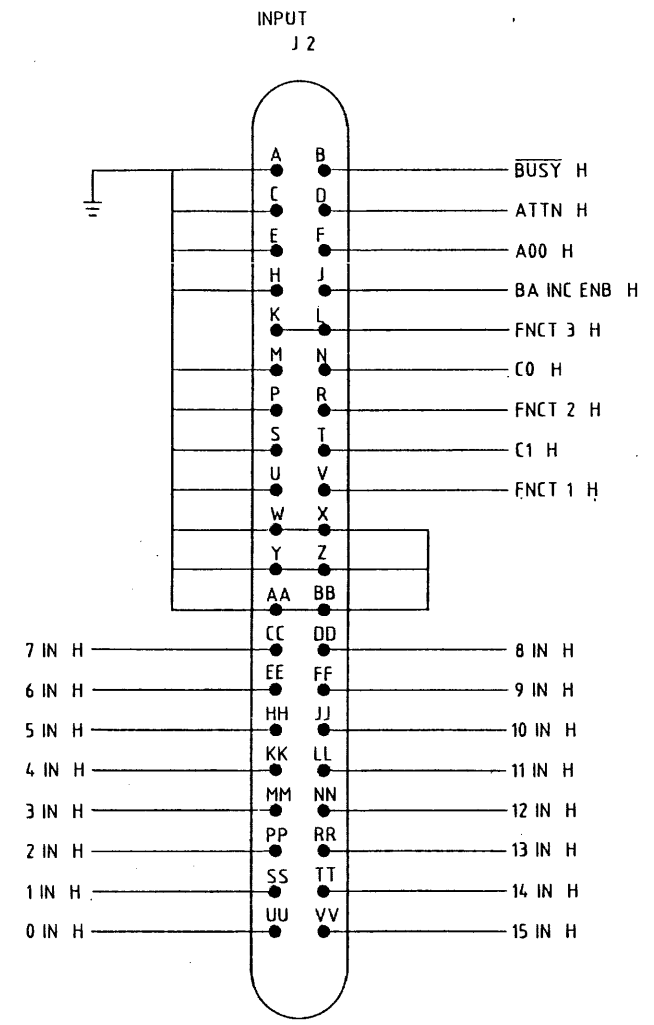 INPUT
J 2
A B B̅U̅S̅Y̅ H
C D ATTN H
E F A00 H
H J BA INC ENB H
K L FNCT 3 H
M N C0 H
P R FNCT 2 H
S T C1 H
U V FNCT 1 H
W X
Y Z
AA BB
7 IN H CC DD 8 IN H
6 IN H EE FF 9 IN H
5 IN H HH JJ 10 IN H
4 IN H KK LL 11 IN H
3 IN H MM NN 12 IN H
2 IN H PP RR 13 IN H
1 IN H SS TT 14 IN H
0 IN H UU VV 15 IN H